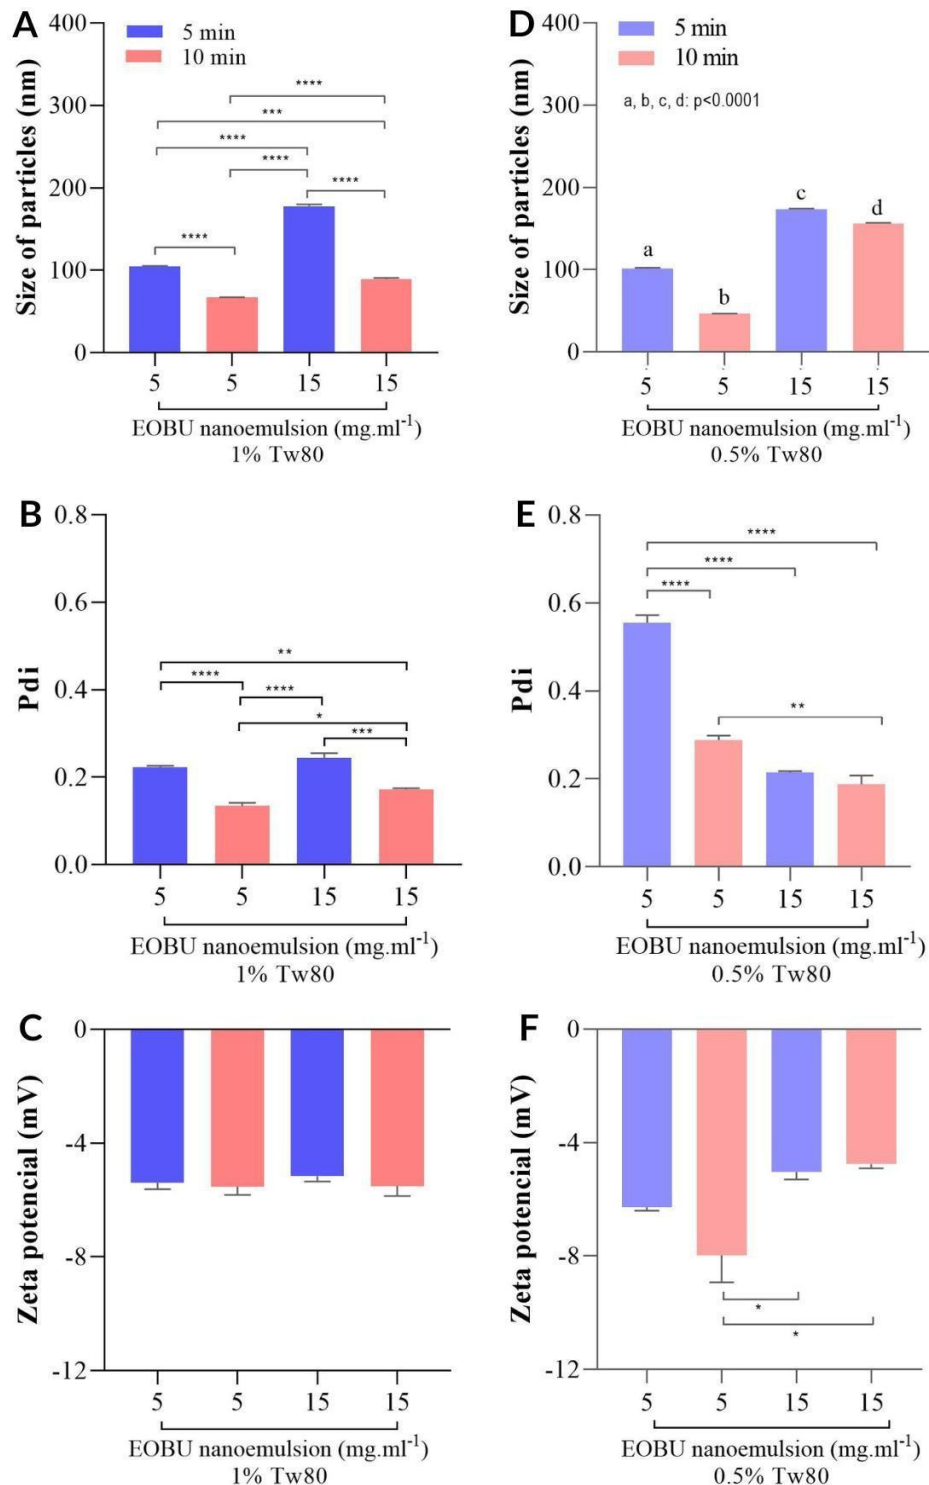 A
Size of particles (nm)
400
300
200
100
0
5 min
10 min
****
***
****
****
****
****
5 5 15 15
EOBU nanoemulsion (mg.ml-1)
1% Tw80
D
Size of particles (nm)
400
300
200
100
0
5 min
10 min
a, b, c, d: p<0.0001
a
b
c
d
5 5 15 15
EOBU nanoemulsion (mg.ml-1)
0.5% Tw80
B
Pdi
0.8
0.6
0.4
0.2
0.0
**
****
****
*
***
5 5 15 15
EOBU nanoemulsion (mg.ml-1)
1% Tw80
E
Pdi
0.8
0.6
0.4
0.2
0.0
****
****
****
**
5 5 15 15
EOBU nanoemulsion (mg.ml-1)
0.5% Tw80
C
Zeta potencial (mV)
0
-4
-8
-12
5 5 15 15
EOBU nanoemulsion (mg.ml-1)
1% Tw80
F
Zeta potencial (mV)
0
-4
-8
-12
*
*
5 5 15 15
EOBU nanoemulsion (mg.ml-1)
0.5% Tw80